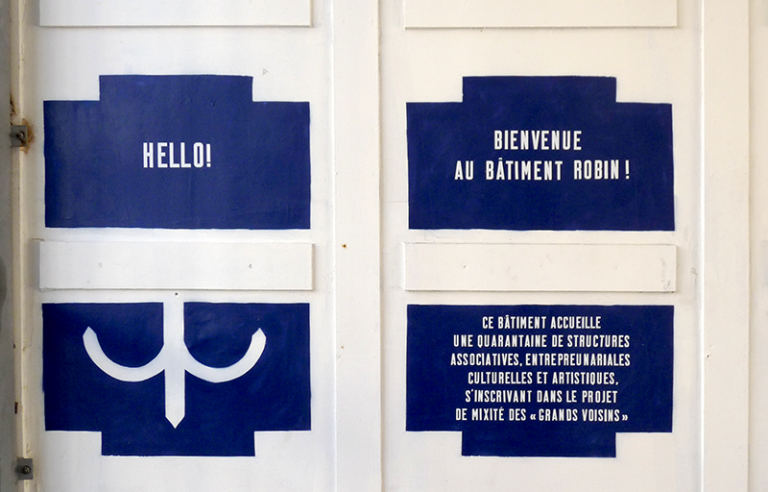 HELLO!
BIENVENUE
AU BÂTIMENT ROBIN !
CE BÂTIMENT ACCUEILLE
UNE QUARANTAINE DE STRUCTURES
ASSOCIATIVES, ENTREPREUNARIALES
CULTURELLES ET ARTISTIQUES,
S'INSCRIVANT DANS LE PROJET
DE MIXITÉ DES « GRANDS VOISINS »